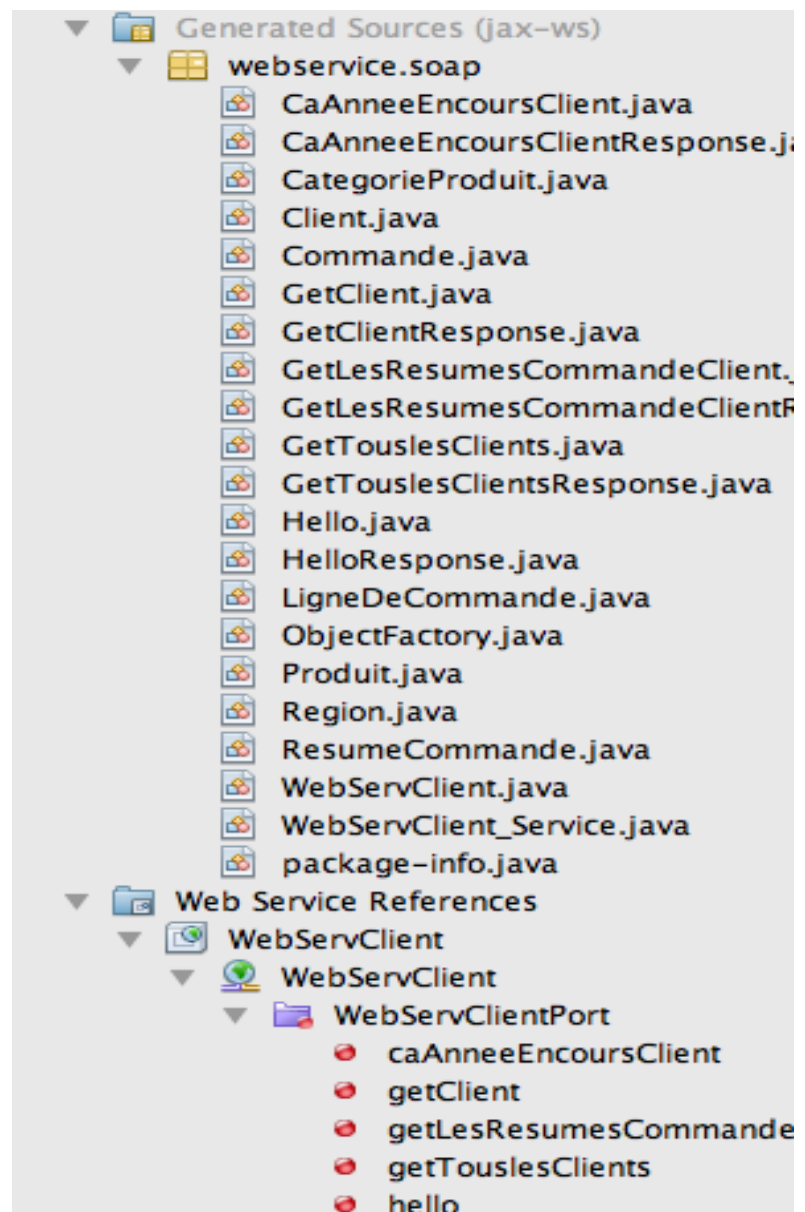 Generated Sources (jax-ws)
webservice.soap
CaAnneeEncoursClient.java
CaAnneeEncoursClientResponse.ja
CategorieProduit.java
Client.java
Commande.java
GetClient.java
GetClientResponse.java
GetLesResumesCommandeClient.j
GetLesResumesCommandeClientR
GetTouslesClients.java
GetTouslesClientsResponse.java
Hello.java
HelloResponse.java
LigneDeCommande.java
ObjectFactory.java
Produit.java
Region.java
ResumeCommande.java
WebServClient.java
WebServClient_Service.java
package-info.java
Web Service References
WebServClient
WebServClient
WebServClientPort
caAnneeEncoursClient
getClient
getLesResumesCommande
getTouslesClients
hello